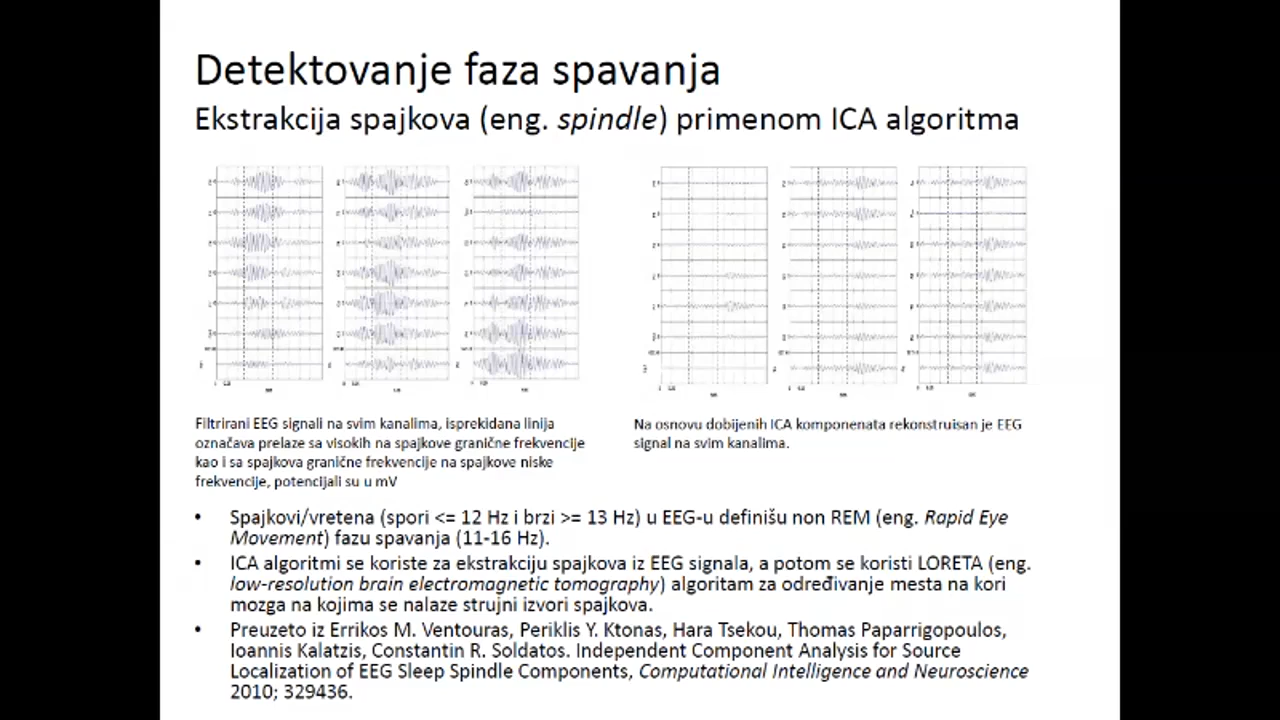 Detektovanje faza spavanja
Ekstrakcija spajkova (eng. spindle) primenom ICA algoritma
Filtrirani EEG signali na svim kanalima, isprekidana linija
označava prelaze sa visokih na spajkove granične frekvencije
kao i sa spajkova granične frekvencije na spajkove niske
frekvencije, potencijali su u mV
Na osnovu dobijenih ICA komponenata rekonstruisan je EEG
signal na svim kanalima.
• Spajkovi/vretena (spori <= 12 Hz i brzi >= 13 Hz) u EEG-u definišu non REM (eng. Rapid Eye
Movement) fazu spavanja (11-16 Hz).
• ICA algoritmi se koriste za ekstrakciju spajkova iz EEG signala, a potom se koristi LORETA (eng.
low-resolution brain electromagnetic tomography) algoritam za određivanje mesta na kori
mozga na kojima se nalaze strujni izvori spajkova.
• Preuzeto iz Errikos M. Ventouras, Periklis Y. Ktonas, Hara Tsekou, Thomas Paparrigopoulos,
Ioannis Kalatzis, Constantin R. Soldatos. Independent Component Analysis for Source
Localization of EEG Sleep Spindle Components, Computational Intelligence and Neuroscience
2010; 329436.